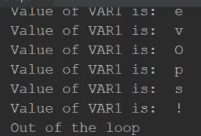 Value of VAR1 is:  e
Value of VAR1 is:  v
Value of VAR1 is:  O
Value of VAR1 is:  p
Value of VAR1 is:  s
Value of VAR1 is:  !
Out of the loop